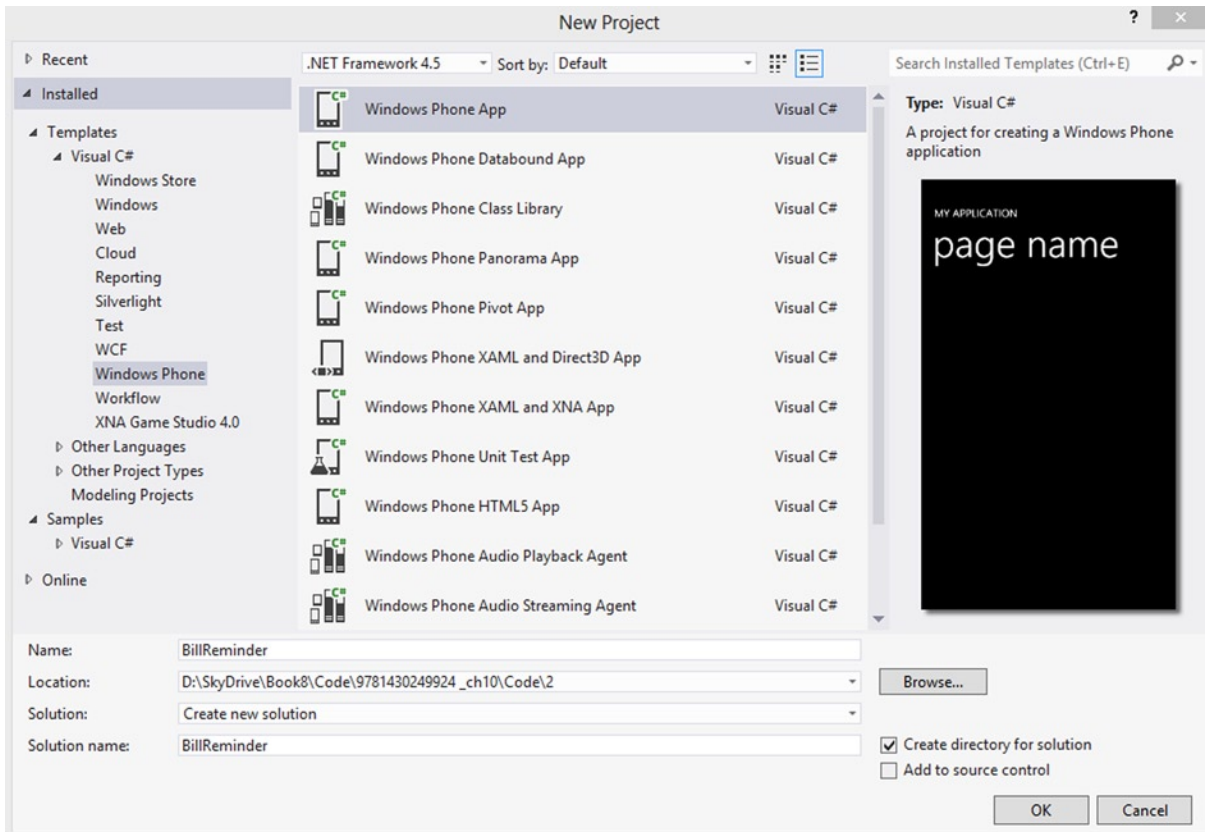 New Project
?
Recent
.NET Framework 4.5
Sort by: Default
Search Installed Templates (Ctrl+E)
Installed
Templates
Visual C#
Windows Store
Windows
Web
Cloud
Reporting
Silverlight
Test
WCF
Windows Phone
Workflow
XNA Game Studio 4.0
Other Languages
Other Project Types
Modeling Projects
Samples
Visual C#
Online
C# Windows Phone App Visual C#
C# Windows Phone Databound App Visual C#
C# Windows Phone Class Library Visual C#
C# Windows Phone Panorama App Visual C#
C# Windows Phone Pivot App Visual C#
Windows Phone XAML and Direct3D App Visual C#
C# Windows Phone XAML and XNA App Visual C#
C# Windows Phone Unit Test App Visual C#
C# Windows Phone HTML5 App Visual C#
C# Windows Phone Audio Playback Agent Visual C#
C# Windows Phone Audio Streaming Agent Visual C#
Type: Visual C#
A project for creating a Windows Phone
application
MY APPLICATION
page name
Name: BillReminder
Location: D:\SkyDrive\Book8\Code\9781430249924 _ch10\Code\2
Browse...
Solution: Create new solution
Solution name: BillReminder
Create directory for solution
Add to source control
OK Cancel